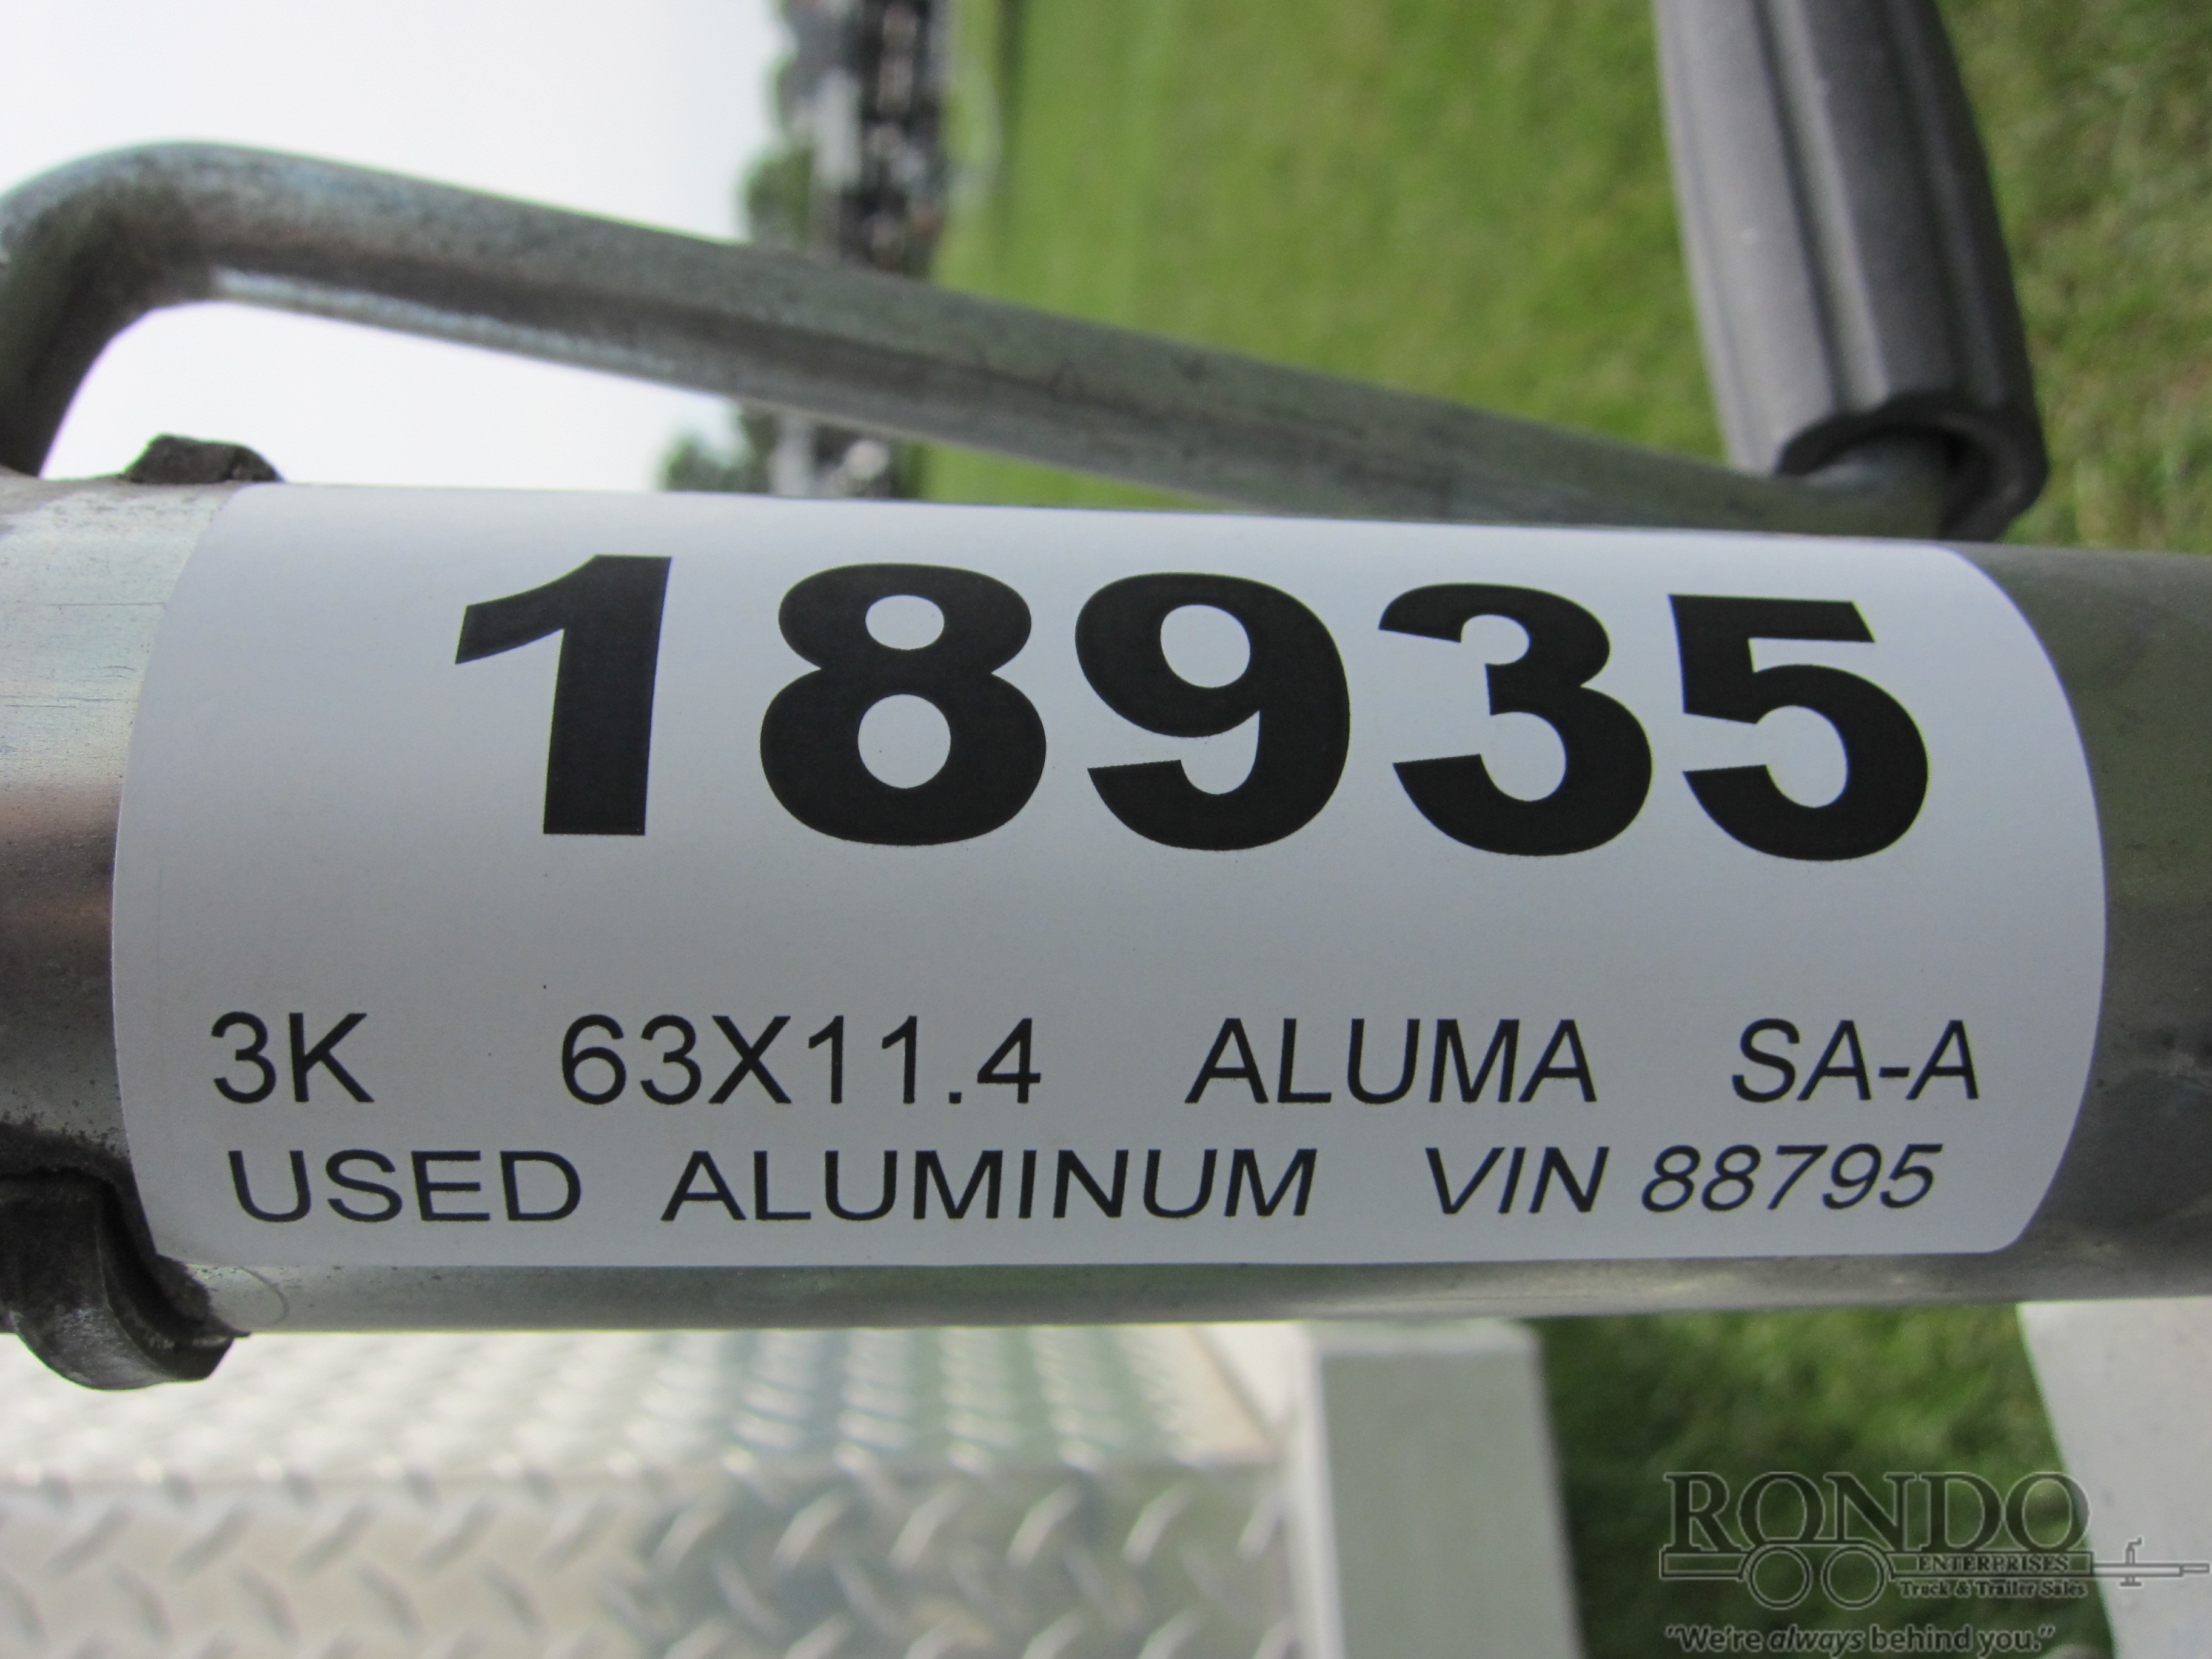 18935
3K 63X11.4 ALUMA SA-A
USED ALUMINUM VIN 88795
RONDO
ENTERPRISES
Truck & Trailer Sales
"We're always behind you."